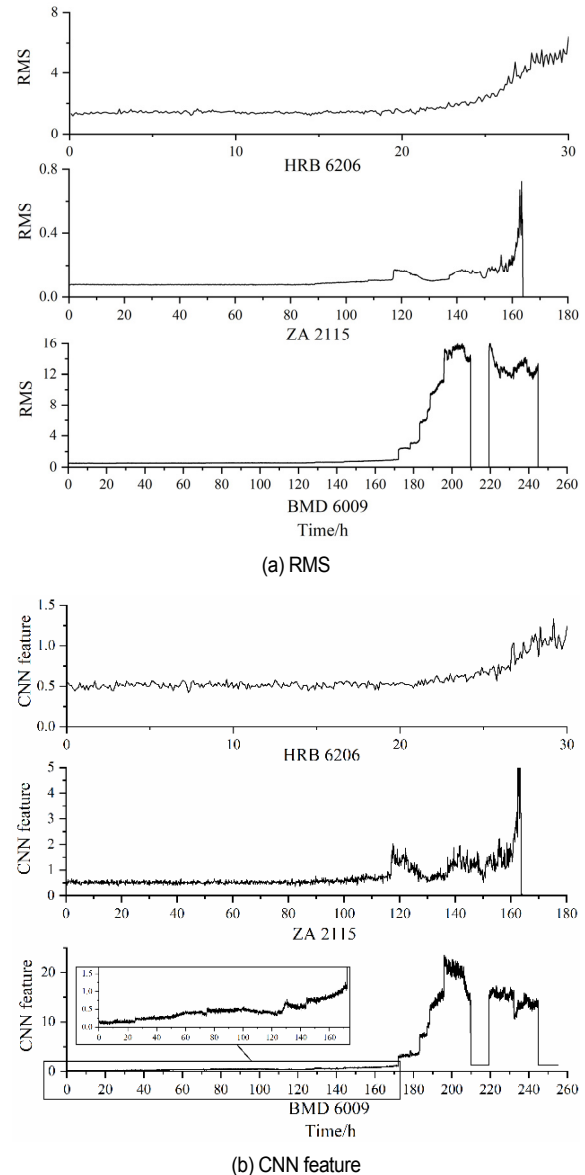 8
4
0
RMS
0 10 20 30
HRB 6206
0.8
0.4
0.0
RMS
0 20 40 60 80 100 120 140 160 180
ZA 2115
16
12
8
4
0
RMS
0 20 40 60 80 100 120 140 160 180 200 220 240 260
BMD 6009
Time/h
(a) RMS
1.5
1.0
0.5
0.0
CNN feature
0 10 20 30
HRB 6206
5
4
3
2
1
0
CNN feature
0 20 40 60 80 100 120 140 160 180
ZA 2115
20
10
0
CNN feature
1.5
1.0
0.5
0.0
0 20 40 60 80 100 120 140 160
0 20 40 60 80 100 120 140 160 180 200 220 240 260
BMD 6009
Time/h
(b) CNN feature